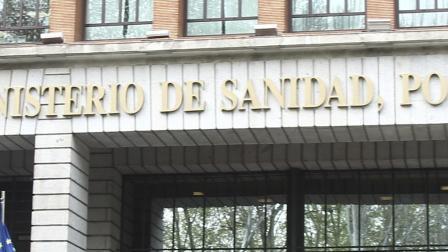 NISTERIO DE SANIDAD, PO